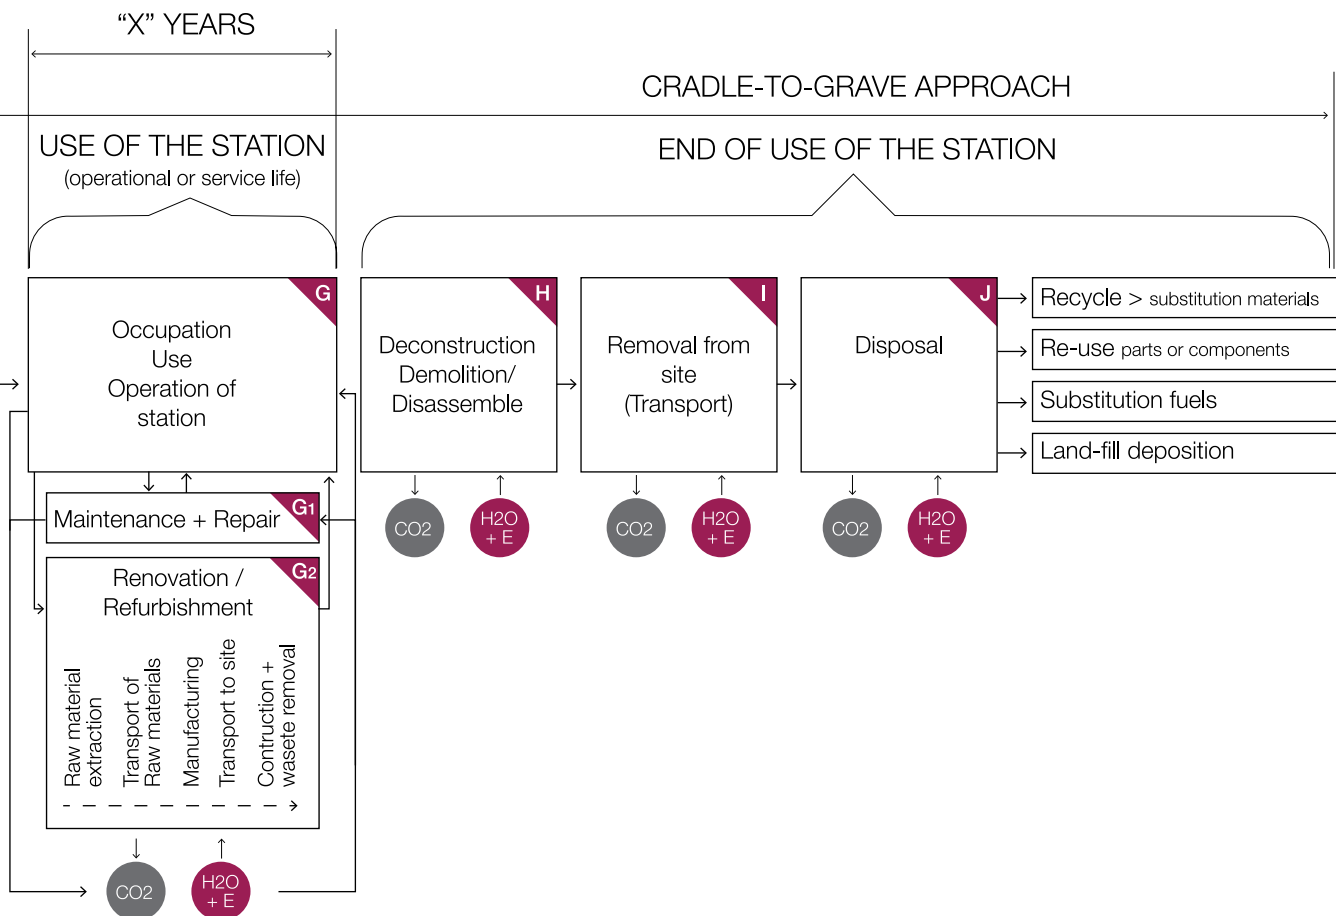 “X” YEARS
CRADLE-TO-GRAVE APPROACH
USE OF THE STATION
(operational or service life)
END OF USE OF THE STATION
G
Occupation
Use
Operation of
station
H
Deconstruction
Demolition/
Disassemble
I
Removal from
site
(Transport)
J
Disposal
Recycle > substitution materials
Re-use parts or components
Substitution fuels
Land-fill deposition
Maintenance + Repair
G1
CO2
H2O
+ E
CO2
H2O
+ E
CO2
H2O
+ E
G2
Renovation /
Refurbishment
Raw material
extraction
Transport of
Raw materials
Manufacturing
Transport to site
Contruction +
wasete removal
CO2
H2O
+ E